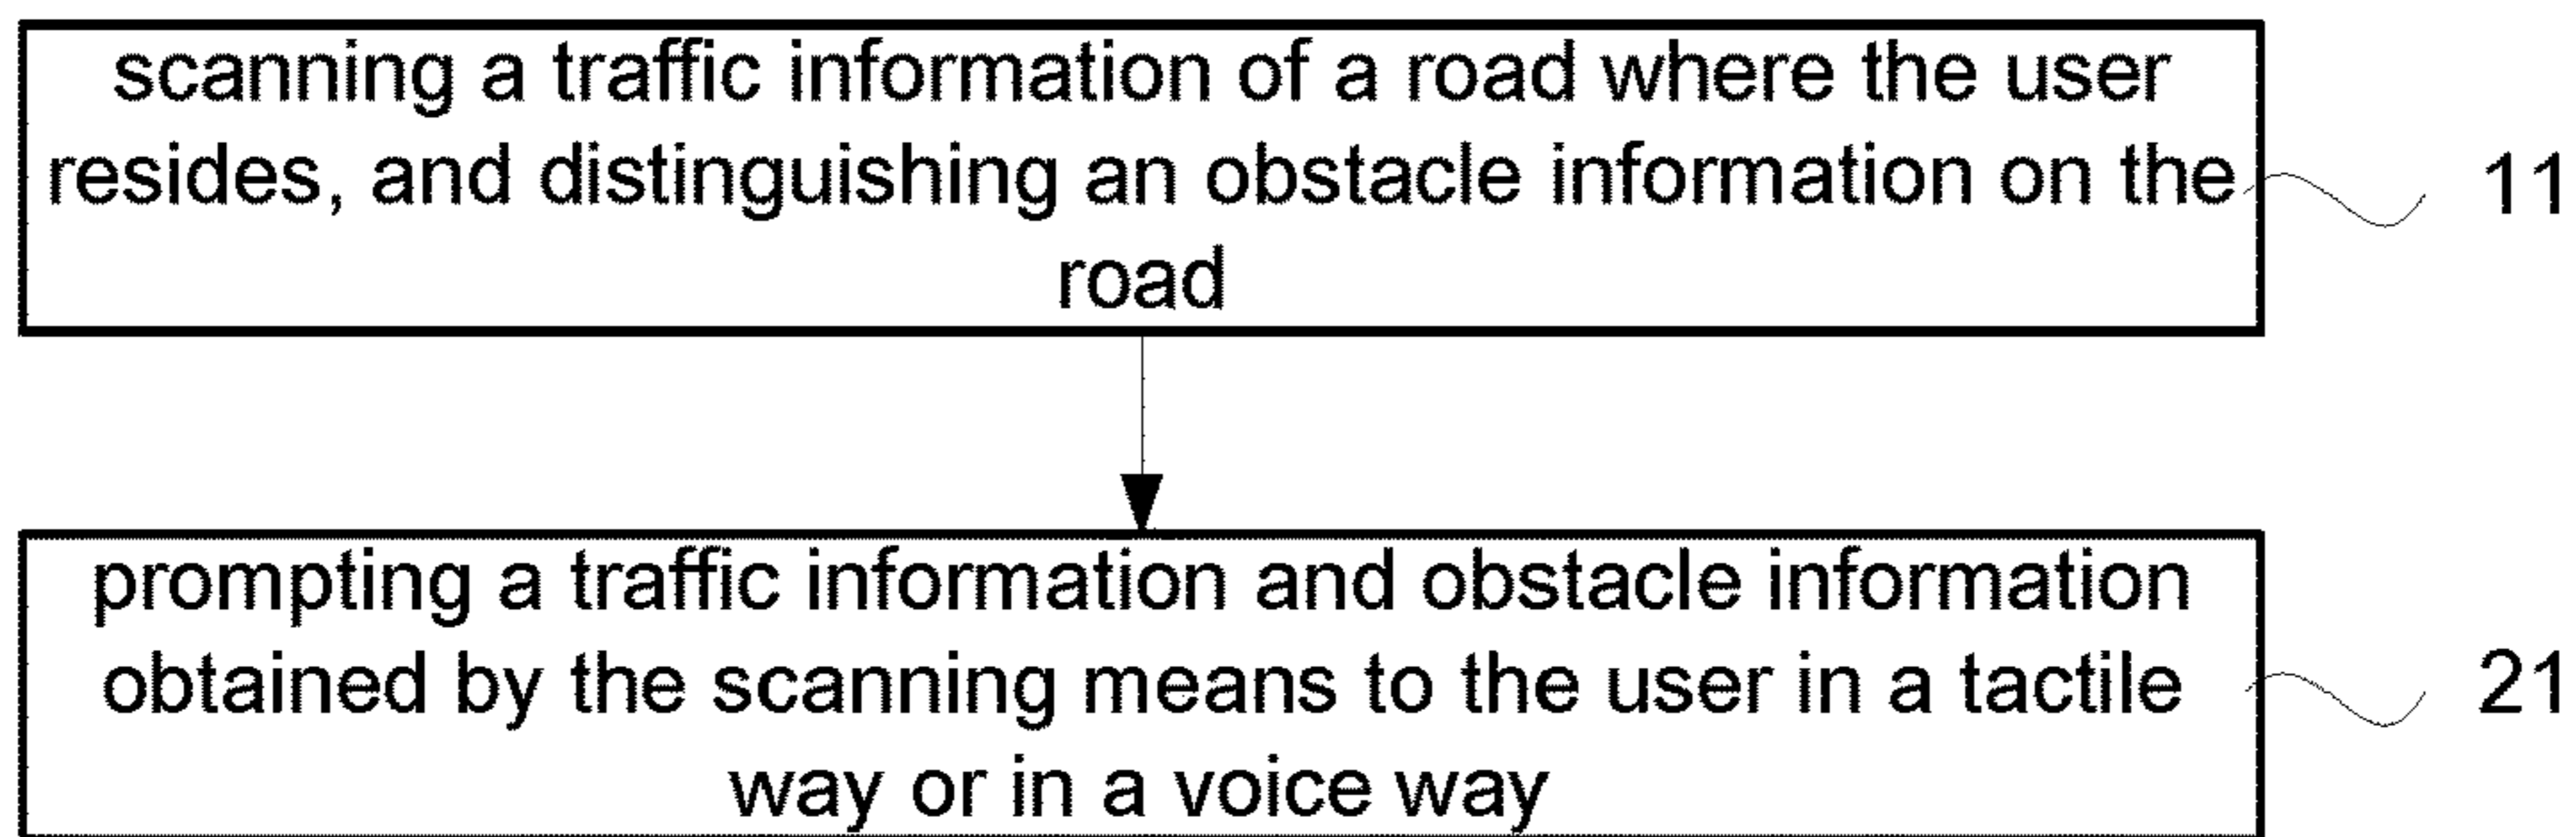 scanning a traffic information of a road where the user
resides, and distinguishing an obstacle information on the
road
11
prompting a traffic information and obstacle information
obtained by the scanning means to the user in a tactile
way or in a voice way
21